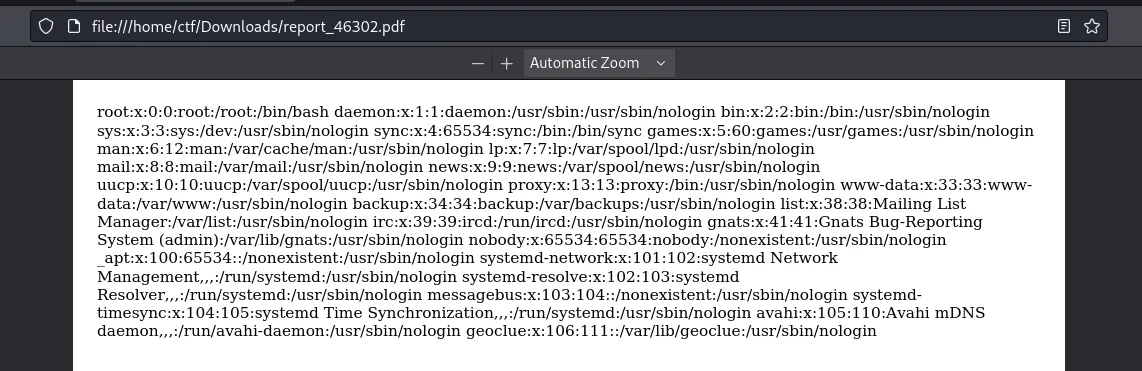 file:///home/ctf/Downloads/report_46302.pdf
Automatic Zoom
root:x:0:0:root:/root:/bin/bash daemon:x:1:1:daemon:/usr/sbin:/usr/sbin/nologin bin:x:2:2:bin:/bin:/usr/sbin/nologin
sys:x:3:3:sys:/dev:/usr/sbin/nologin sync:x:4:65534:sync:/bin:/bin/sync games:x:5:60:games:/usr/games:/usr/sbin/nologin
man:x:6:12:man:/var/cache/man:/usr/sbin/nologin lp:x:7:7:lp:/var/spool/lpd:/usr/sbin/nologin
mail:x:8:8:mail:/var/mail:/usr/sbin/nologin news:x:9:9:news:/var/spool/news:/usr/sbin/nologin
uucp:x:10:10:uucp:/var/spool/uucp:/usr/sbin/nologin proxy:x:13:13:proxy:/bin:/usr/sbin/nologin www-data:x:33:33:www-
data:/var/www:/usr/sbin/nologin backup:x:34:34:backup:/var/backups:/usr/sbin/nologin list:x:38:38:Mailing List
Manager:/var/list:/usr/sbin/nologin irc:x:39:39:ircd:/run/ircd:/usr/sbin/nologin gnats:x:41:41:Gnats Bug-Reporting
System (admin):/var/lib/gnats:/usr/sbin/nologin nobody:x:65534:65534:nobody:/nonexistent:/usr/sbin/nologin
_apt:x:100:65534::/nonexistent:/usr/sbin/nologin systemd-network:x:101:102:systemd Network
Management,,,:/run/systemd:/usr/sbin/nologin systemd-resolve:x:102:103:systemd
Resolver,,,:/run/systemd:/usr/sbin/nologin messagebus:x:103:104::/nonexistent:/usr/sbin/nologin systemd-
timesync:x:104:105:systemd Time Synchronization,,,:/run/systemd:/usr/sbin/nologin avahi:x:105:110:Avahi mDNS
daemon,,,:/run/avahi-daemon:/usr/sbin/nologin geoclue:x:106:111::/var/lib/geoclue:/usr/sbin/nologin